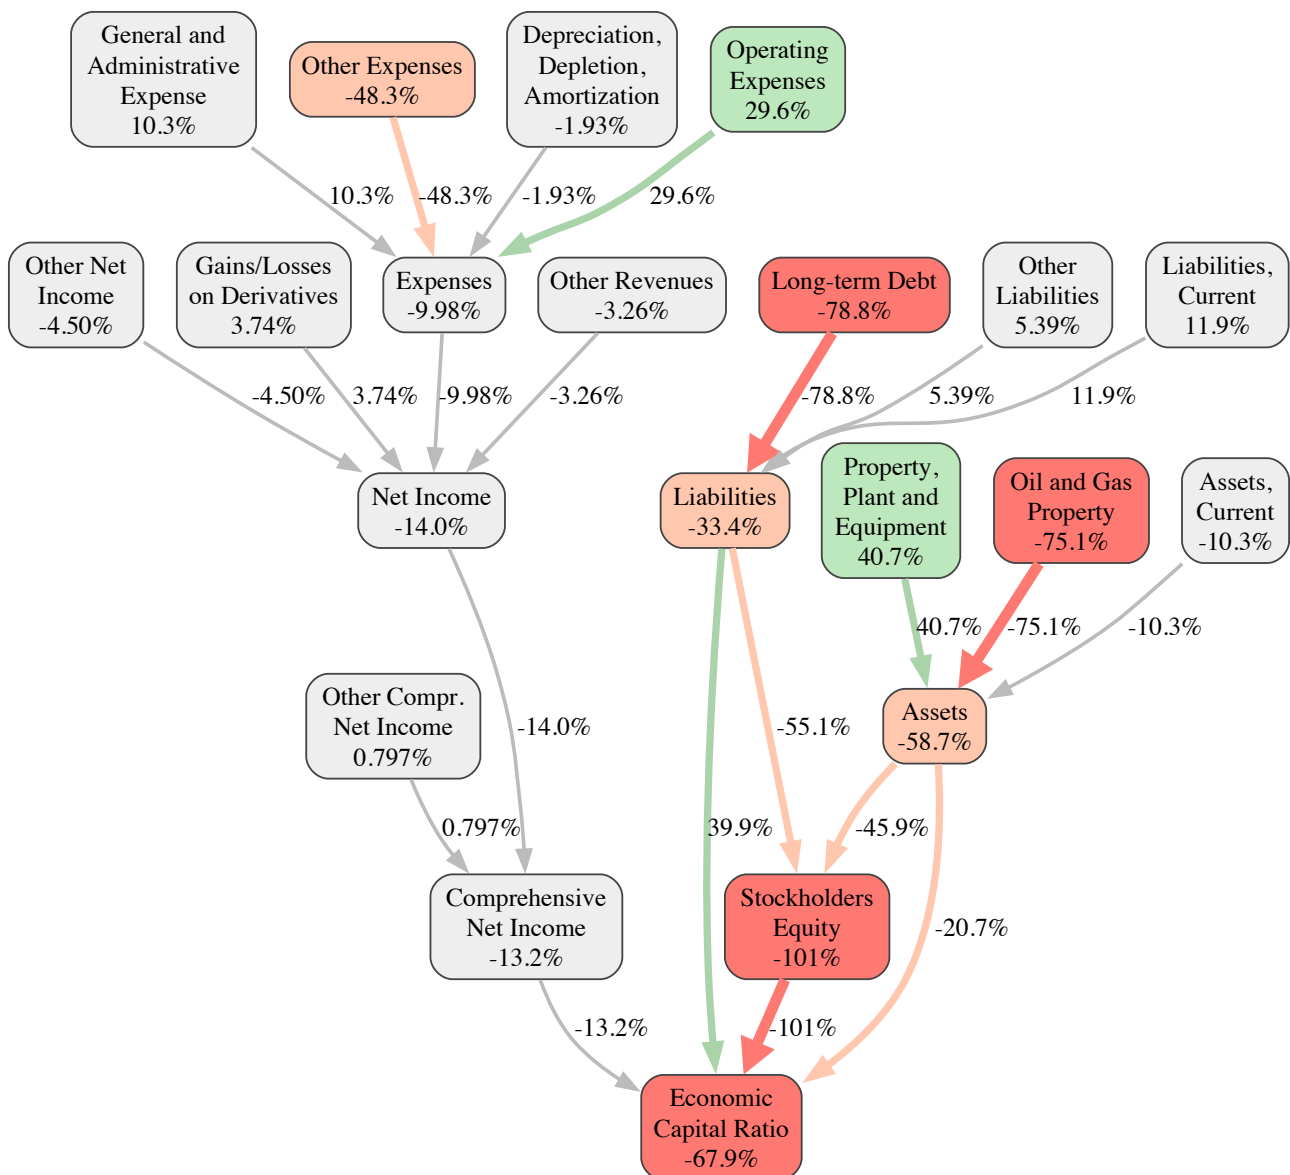 General and
Administrative
Expense
10.3%
Other Expenses
-48.3%
Depreciation,
Depletion,
Amortization
-1.93%
Operating
Expenses
29.6%
10.3%
-48.3%
-1.93%
29.6%
Other Net
Income
-4.50%
Gains/Losses
on Derivatives
3.74%
Expenses
-9.98%
Other Revenues
-3.26%
Long-term Debt
-78.8%
Other
Liabilities
5.39%
Liabilities,
Current
11.9%
-4.50%
3.74%
-9.98%
-3.26%
-78.8%
5.39%
11.9%
Net Income
-14.0%
Liabilities
-33.4%
Property,
Plant and
Equipment
40.7%
Oil and Gas
Property
-75.1%
Assets,
Current
-10.3%
40.7%
-75.1%
-10.3%
Other Compr.
Net Income
0.797%
-14.0%
-55.1%
Assets
-58.7%
0.797%
39.9%
-45.9%
Comprehensive
Net Income
-13.2%
Stockholders
Equity
-101%
-20.7%
-13.2%
-101%
Economic
Capital Ratio
-67.9%